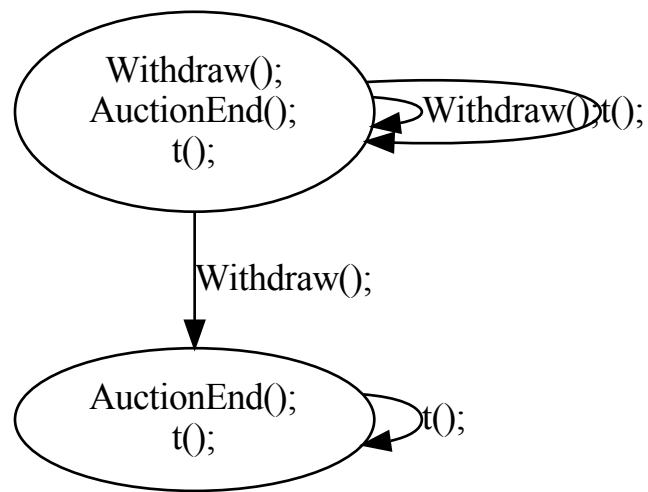 Withdraw();
AuctionEnd();
t();
Withdraw();
t();
Withdraw();
AuctionEnd();
t();
t();